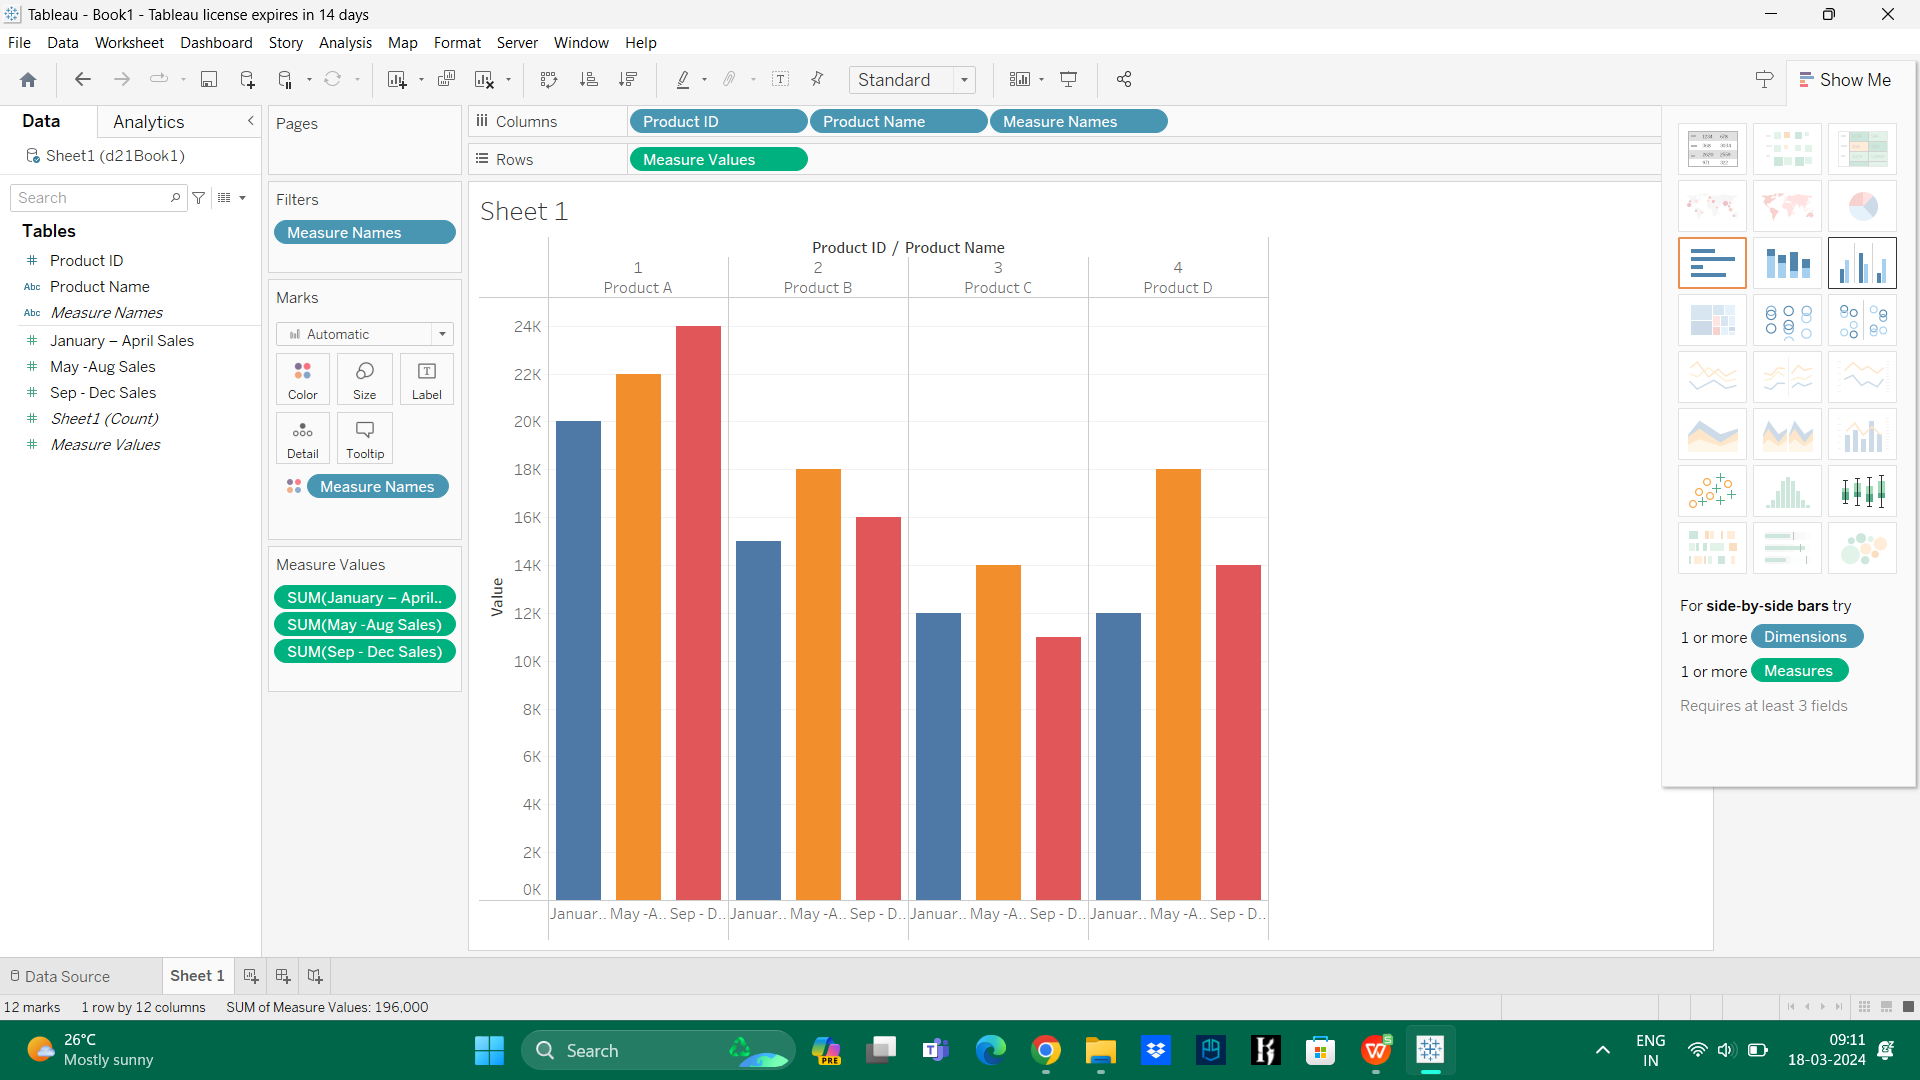 Tableau - Book1 - Tableau license expires in 14 days
File Data Worksheet Dashboard Story Analysis Map Format Server Window Help
Standard
Show Me
Data
Analytics
Sheet1 (d21Book1)
Search
Tables
Product ID
Abc Product Name
Abc Measure Names
January – April Sales
May -Aug Sales
Sep - Dec Sales
Sheet1 (Count)
Measure Values
Pages
Filters
Measure Names
Marks
Automatic
Color Size Label
Detail Tooltip
Measure Names
Measure Values
SUM(January – April..
SUM(May -Aug Sales)
SUM(Sep - Dec Sales)
Columns Product ID Product Name Measure Names
Rows Measure Values
Sheet 1
Product ID / Product Name
1 2 3 4
Product A Product B Product C Product D
24K
22K
20K
18K
16K
14K
12K
10K
8K
6K
4K
2K
0K
Value
Januar.. May -A.. Sep - D.. Januar.. May -A.. Sep - D.. Januar.. May -A.. Sep - D.. Januar.. May -A.. Sep - D..
For side-by-side bars try
1 or more Dimensions
1 or more Measures
Requires at least 3 fields
Data Source Sheet 1
12 marks 1 row by 12 columns SUM of Measure Values: 196,000
26°C
Mostly sunny
Search
PRE
ENG
IN
09:11
18-03-2024